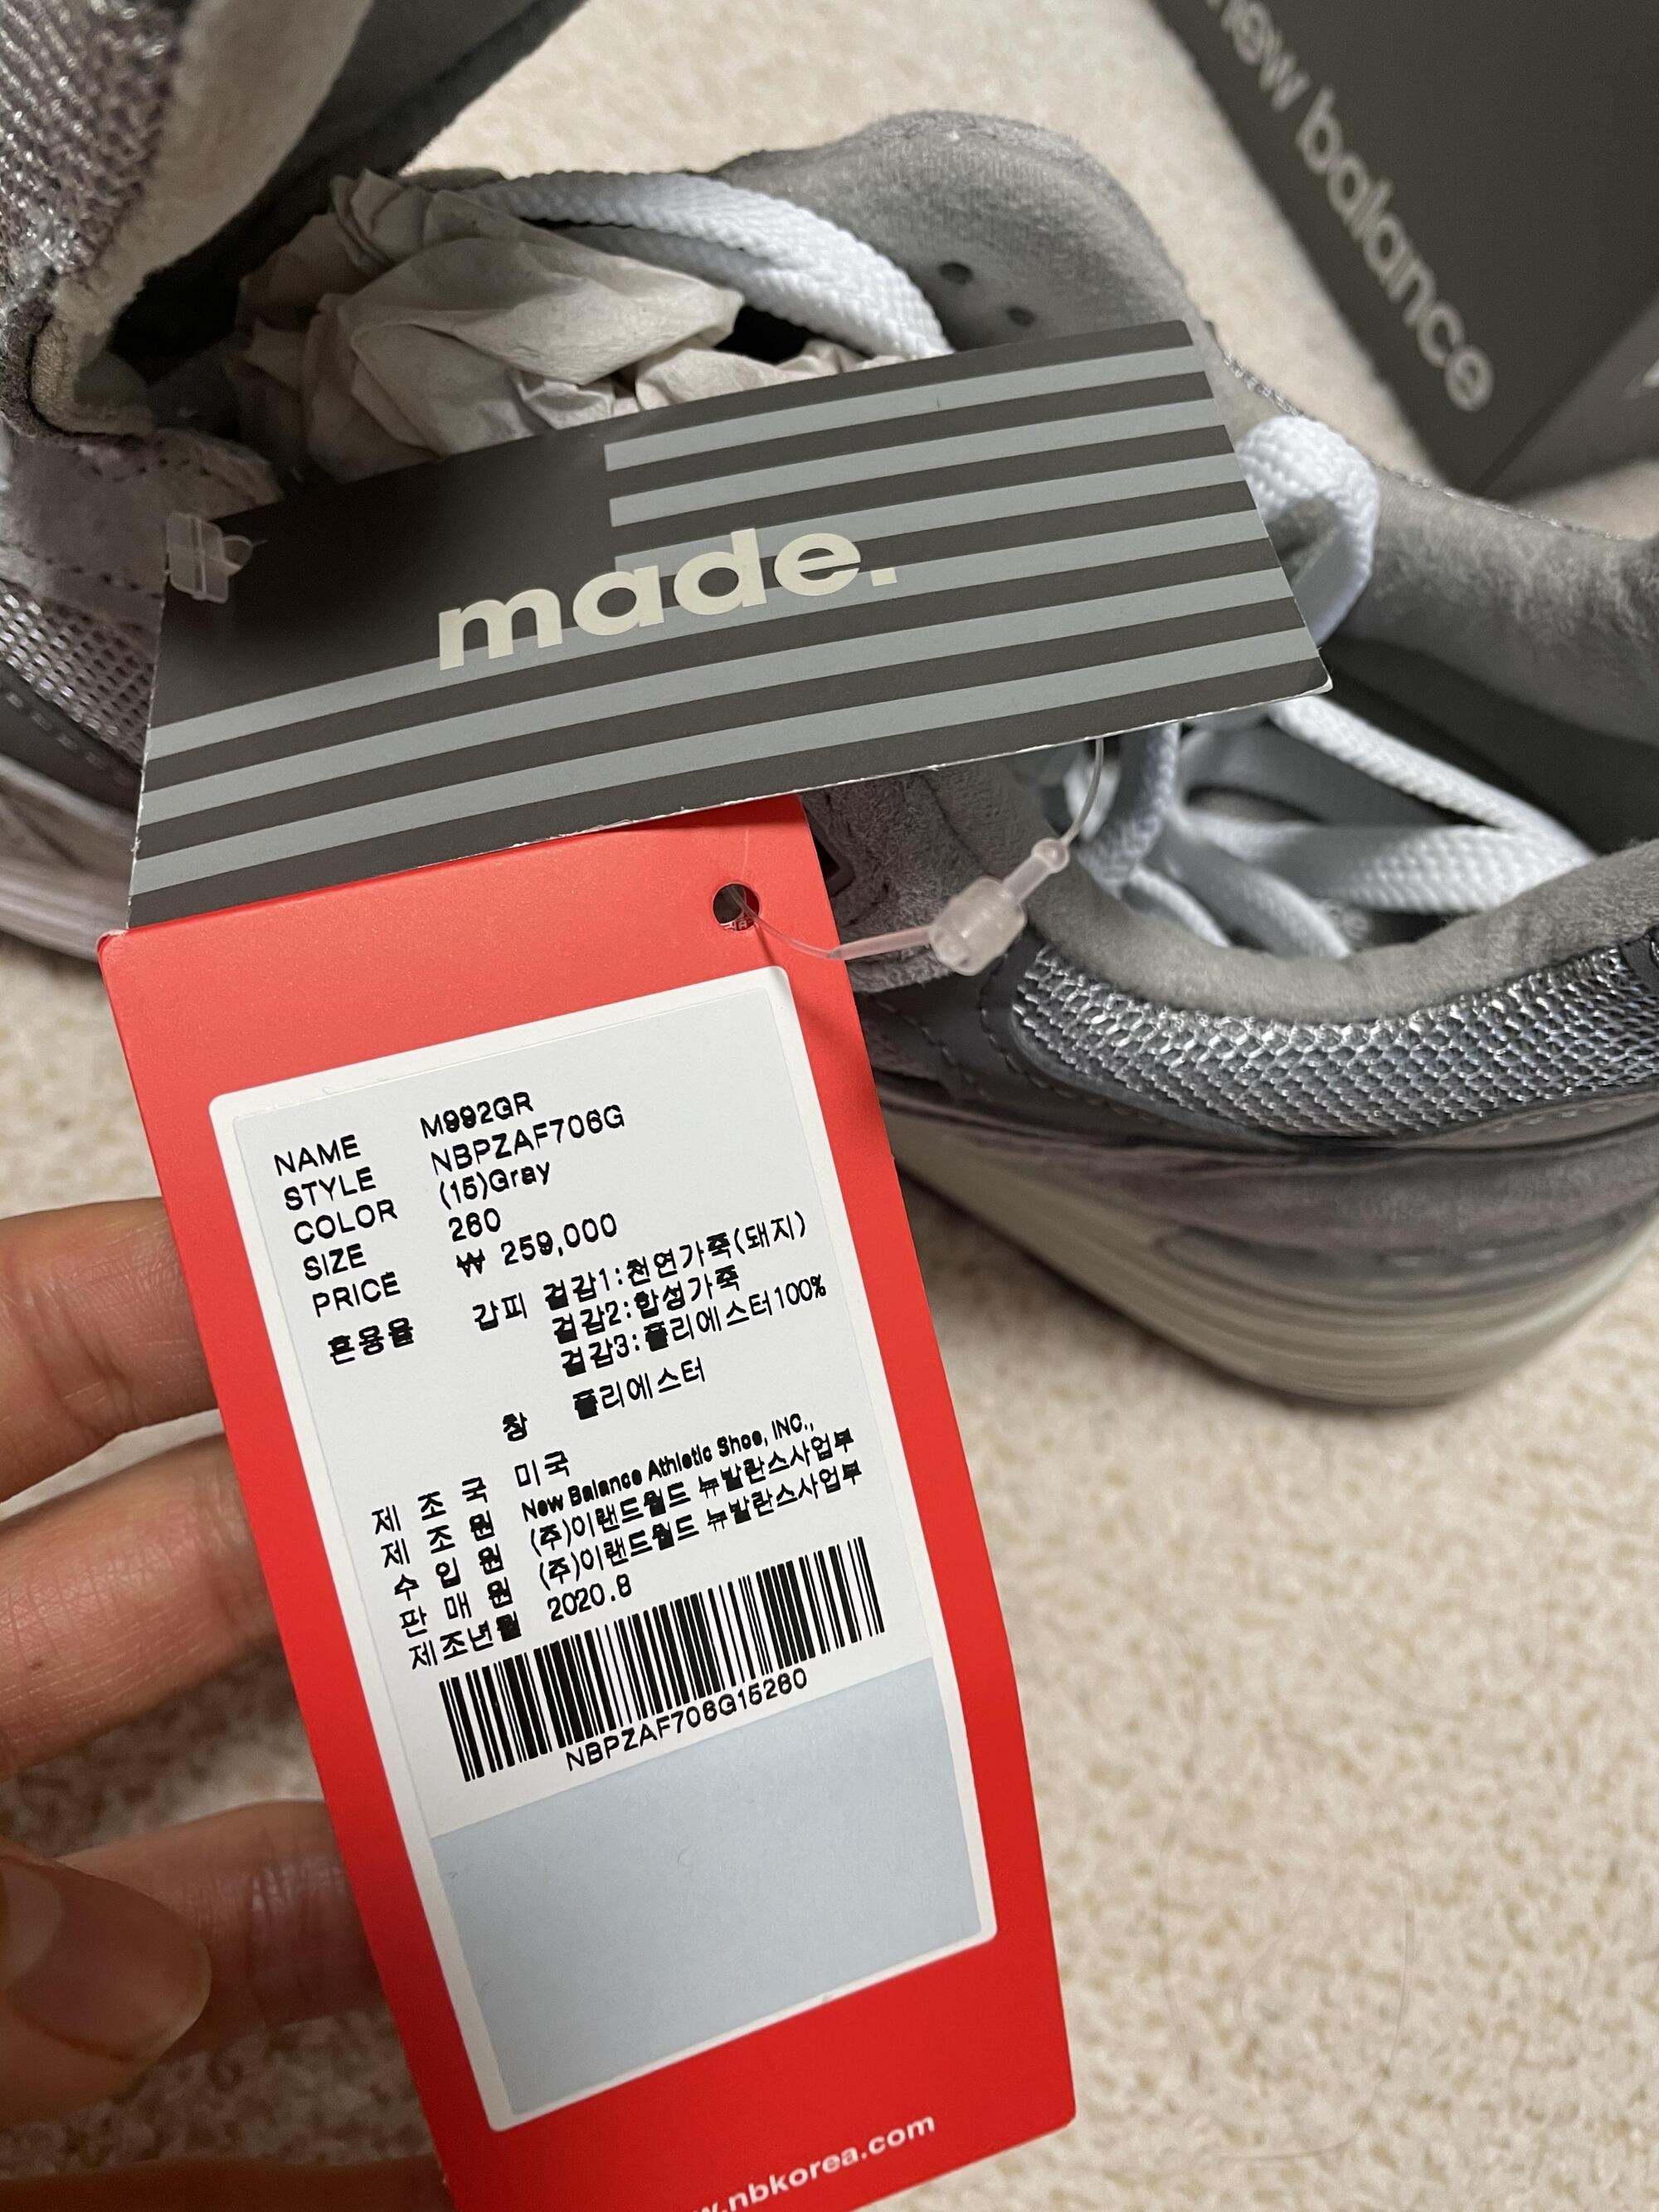 new balance
made.
NAME M992GR
STYLE NBPZAF706G
COLOR (15)Gray
SIZE 260
PRICE ₩ 259,000
혼용율 갑피 겉감1:천연가죽(돼지)
겉감2:합성가죽
겉감3:폴리에스터100%
폴리에스터
창
제 조 국 미국
제 조 원 New Balance Athletic Shoe, INC.,
수 입 원 (주)이랜드월드 뉴발란스사업부
판 매 원 (주)이랜드월드 뉴발란스사업부
제조년월 2020.8
NBPZAF706G15260
w.nbkorea.com